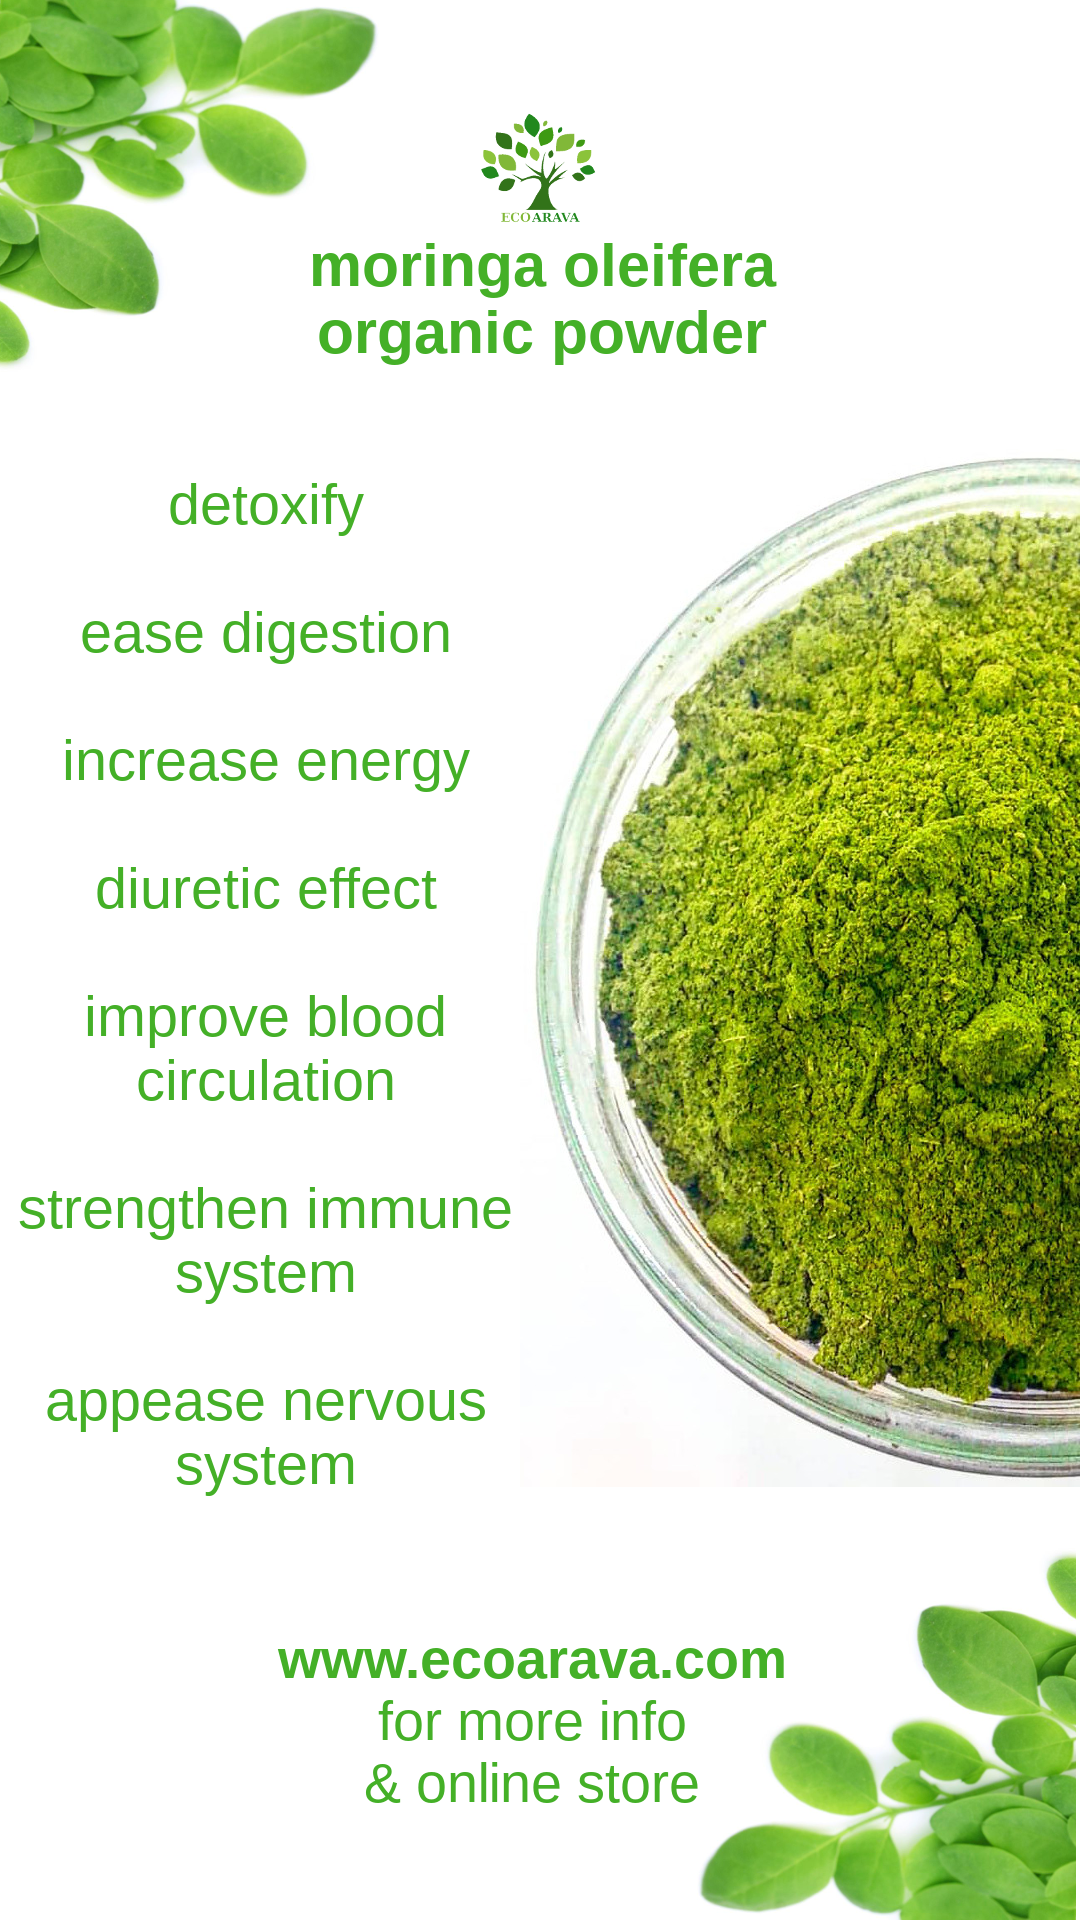 ECOARAVA
moringa oleifera
organic powder
detoxify
ease digestion
increase energy
diuretic effect
improve blood
circulation
strengthen immune
system
appease nervous
system
www.ecoarava.com
for more info
& online store